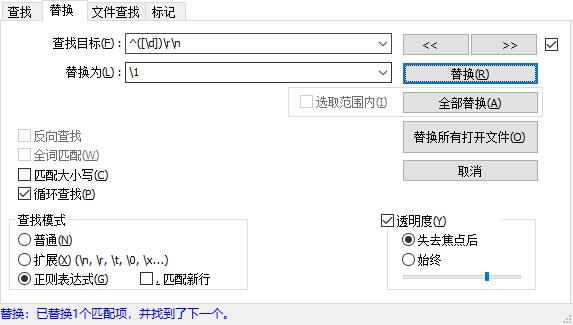 查找 替换 文件查找 标记
查找目标(F) : ^([\d])\r\n << >>
替换为(L) : \1 替换(R)
选取范围内(I) 全部替换(A)
反向查找 替换所有打开文件(O)
全词匹配(W)
匹配大小写(C) 取消
循环查找(P)
查找模式 透明度(Y)
普通(N) 失去焦点后
扩展(X) (\n, \r, \t, \0, \x...) 始终
正则表达式(G) . 匹配新行
替换: 已替换1个匹配项，并找到了下一个。